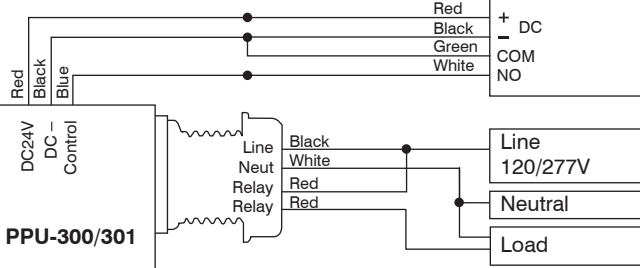 Red
Black
Green
White
+
–
DC
COM
NO
Red
Black
Blue
DC24V
DC –
Control
PPU-300/301
Line
Neut
Relay
Relay
Black
White
Red
Red
Line
120/277V
Neutral
Load